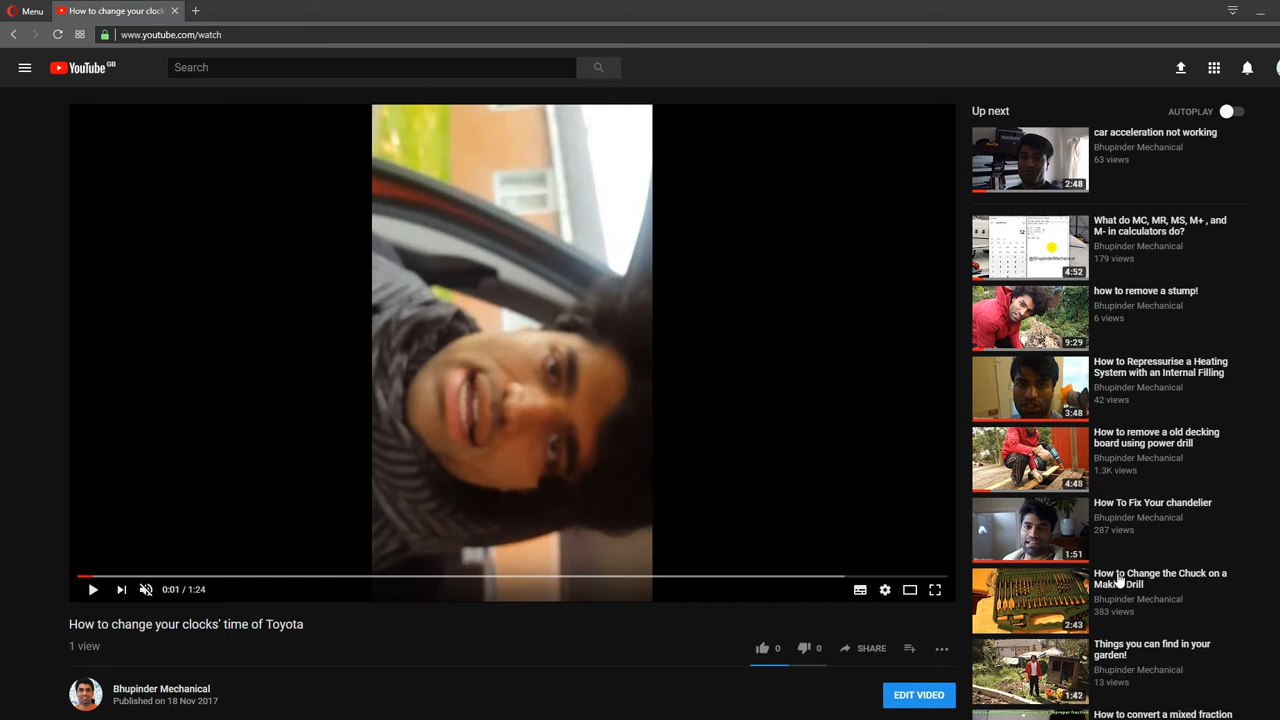 Menu
How to change your clock
www.youtube.com/watch
YouTube GB
Search
Up next
AUTOPLAY
car acceleration not working
Bhupinder Mechanical
63 views
2:48
What do MC, MR, MS, M+ , and
M- in calculators do?
Bhupinder Mechanical
179 views
@BhupinderMechanical
4:52
how to remove a stump!
Bhupinder Mechanical
6 views
9:29
How to Repressurise a Heating
System with an Internal Filling
Bhupinder Mechanical
42 views
3:48
How to remove a old decking
board using power drill
Bhupinder Mechanical
1.3K views
4:48
How To Fix Your chandelier
Bhupinder Mechanical
287 views
1:51
How to Change the Chuck on a
Drill
Bhupinder Mechanical
383 views
2:43
Things you can find in your
garden!
Bhupinder Mechanical
13 views
1:42
How to convert a mixed fraction
0:01 / 1:24
How to change your clocks' time of Toyota
1 view
0
0
SHARE
Bhupinder Mechanical
Published on 18 Nov 2017
EDIT VIDEO